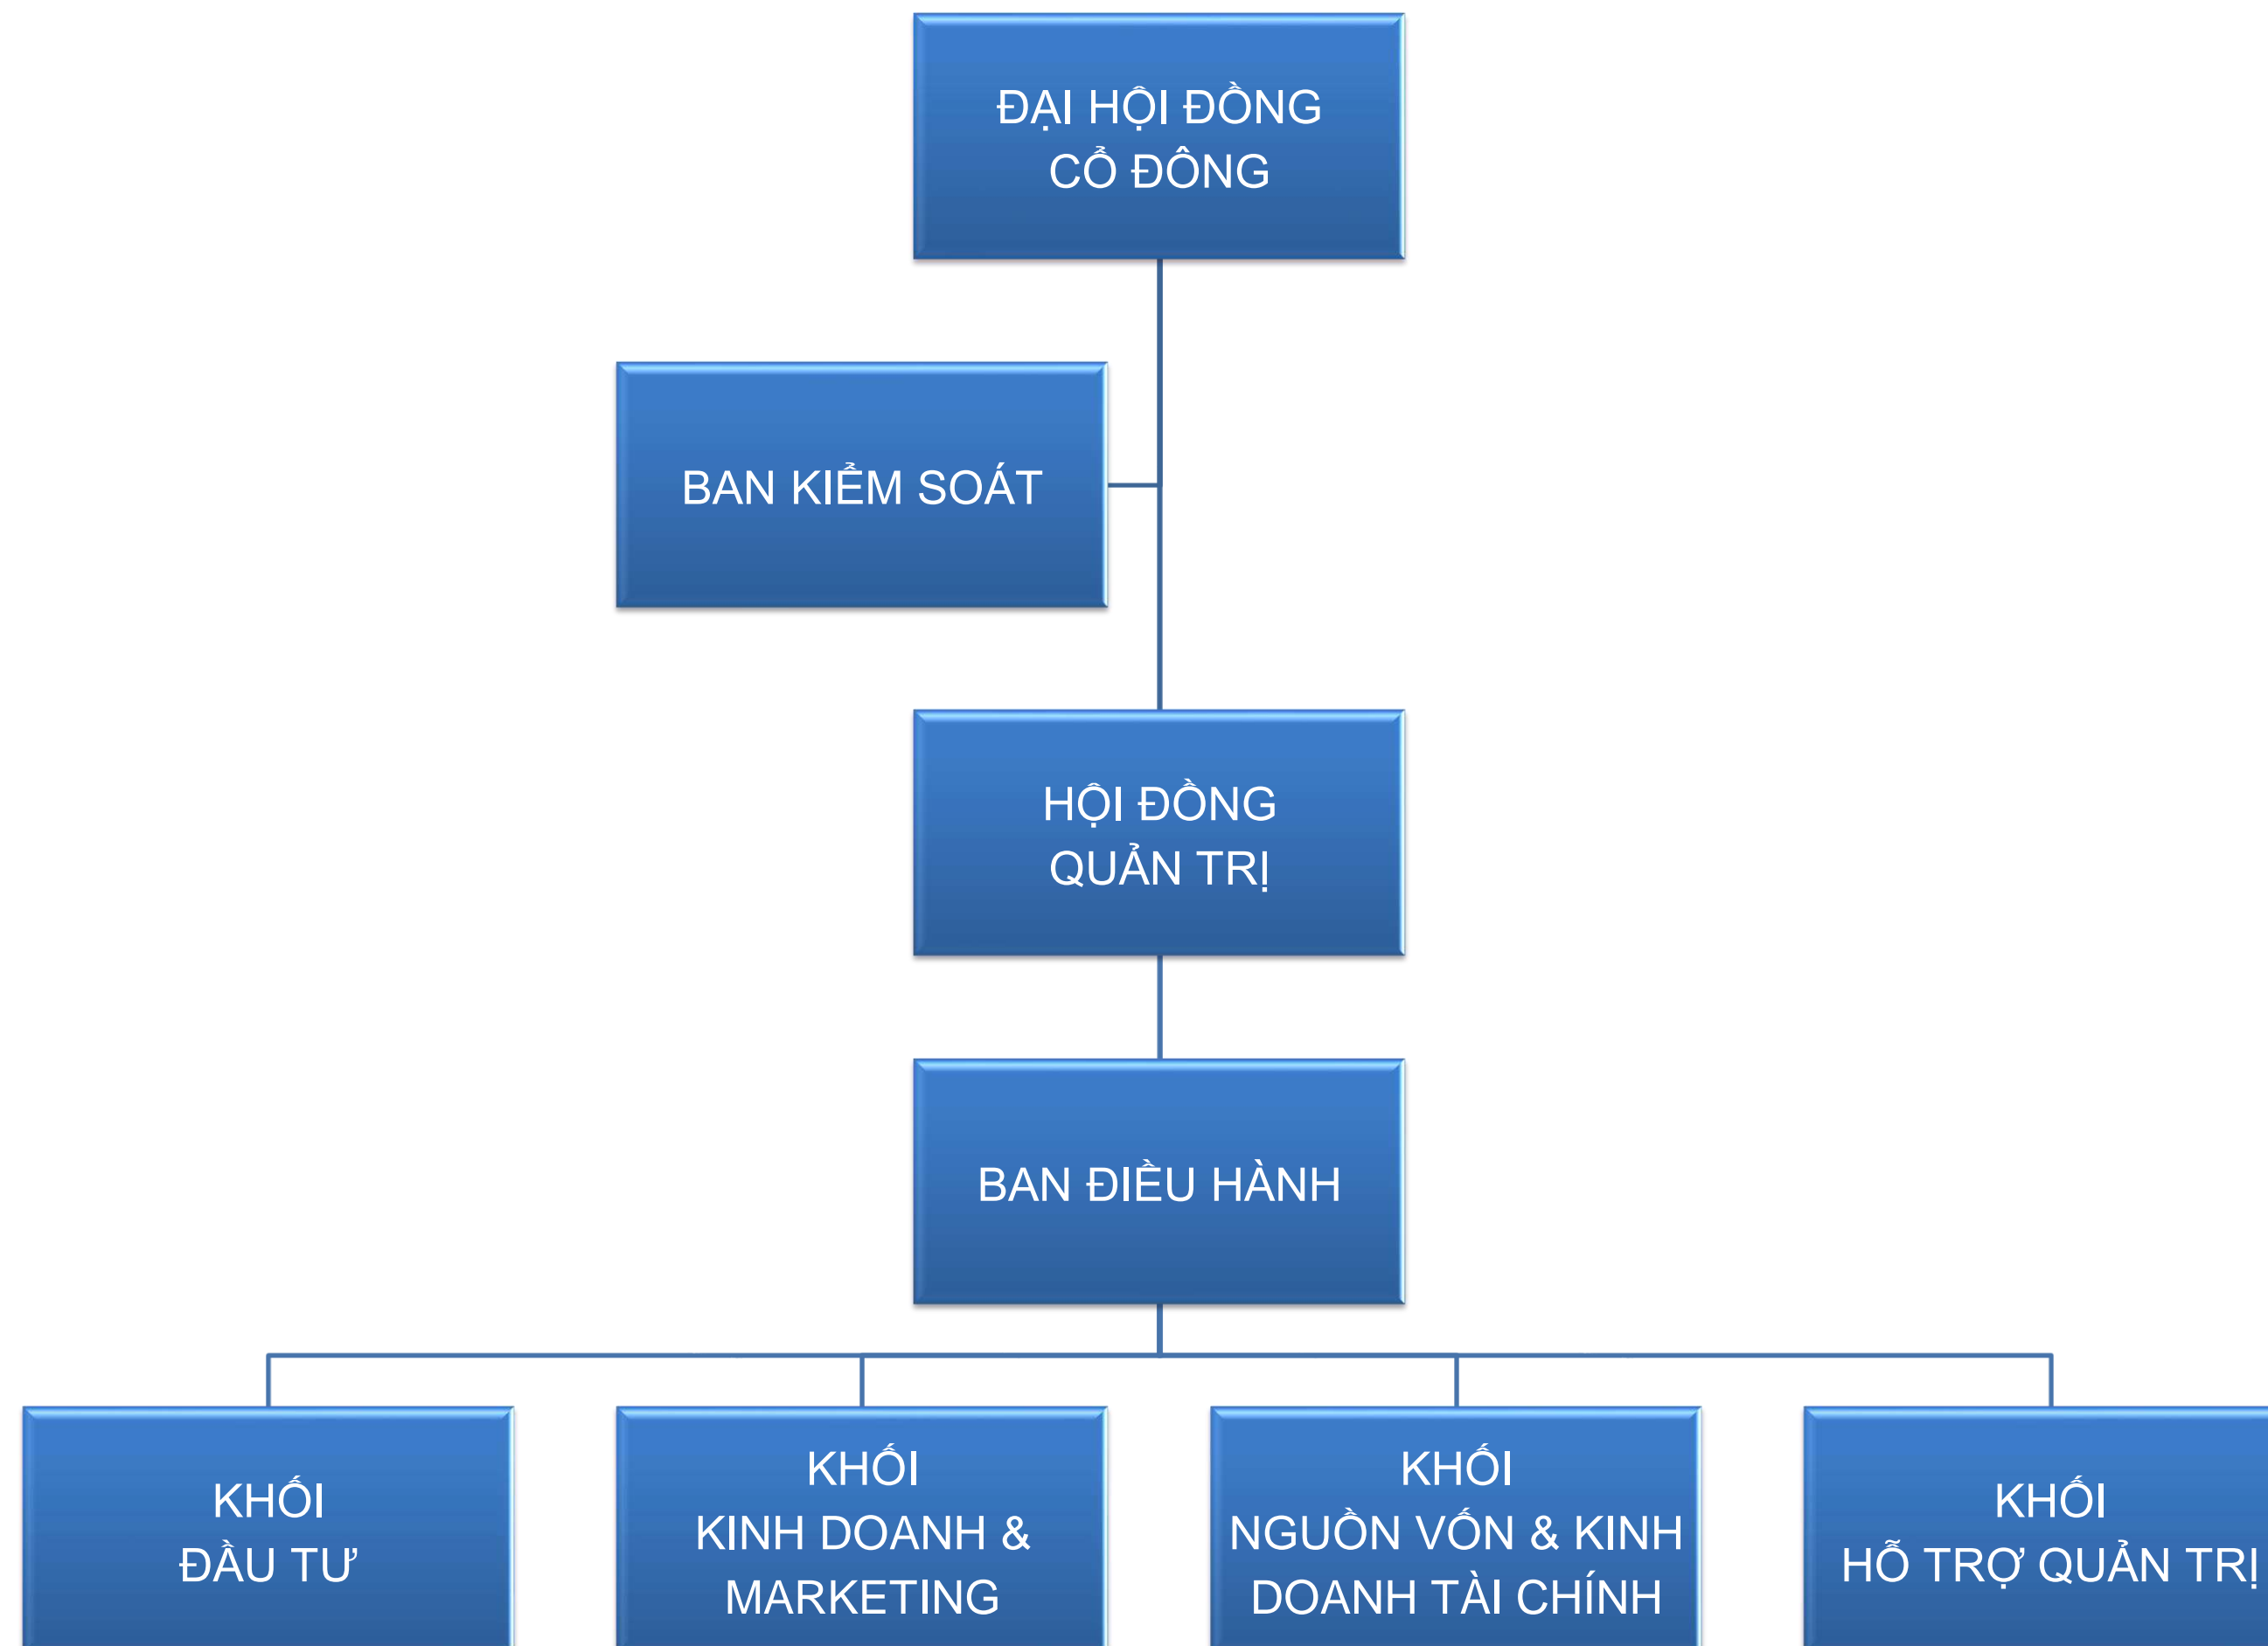 ĐẠI HỘI ĐỒNG
CỔ ĐÔNG
BAN KIỂM SOÁT
HỘI ĐỒNG
QUẢN TRỊ
BAN ĐIỀU HÀNH
KHỐI
ĐẦU TƯ
KHỐI
KINH DOANH &
MARKETING
KHỐI
NGUỒN VỐN & KINH
DOANH TÀI CHÍNH
KHỐI
HỖ TRỢ QUẢN TRỊ